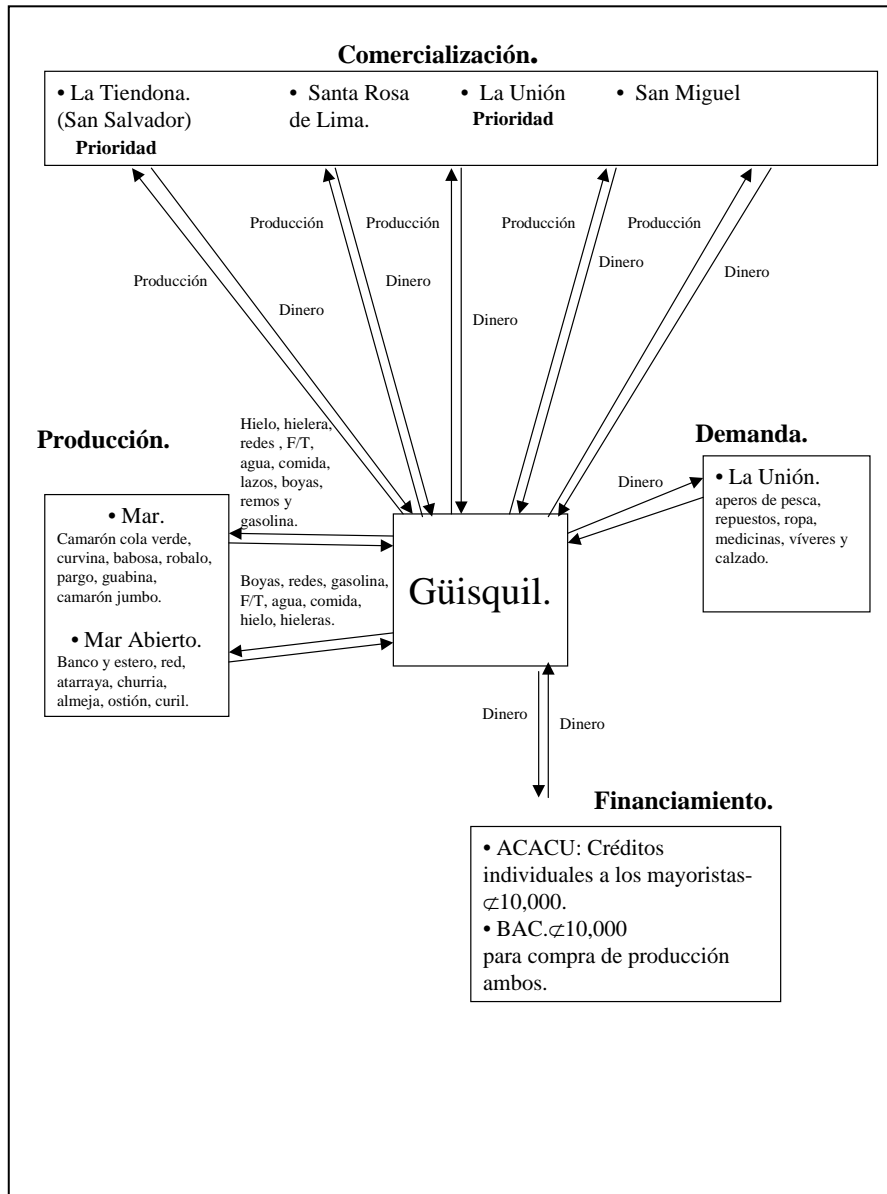 Comercialización.
• La Tiendona.
(San Salvador)
Prioridad
• Santa Rosa
de Lima.
• La Unión
Prioridad
• San Miguel
Producción
Producción
Producción
Producción
Producción
Dinero
Dinero
Dinero
Dinero
Dinero
Producción.
Hielo, hielera,
redes , F/T,
agua, comida,
lazos, boyas,
remos y
gasolina.
• Mar.
Camarón cola verde,
curvina, babosa, robalo,
pargo, guabina,
camarón jumbo.
• Mar Abierto.
Banco y estero, red,
atarraya, churria,
almeja, ostión, curil.
Boyas, redes, gasolina,
F/T, agua, comida,
hielo, hieleras.
Güisquil.
Demanda.
Dinero
• La Unión.
aperos de pesca,
repuestos, ropa,
medicinas, víveres y
calzado.
Dinero
Dinero
Financiamiento.
• ACACU: Créditos
individuales a los mayoristas-
⊄10,000.
• BAC.⊄10,000
para compra de producción
ambos.